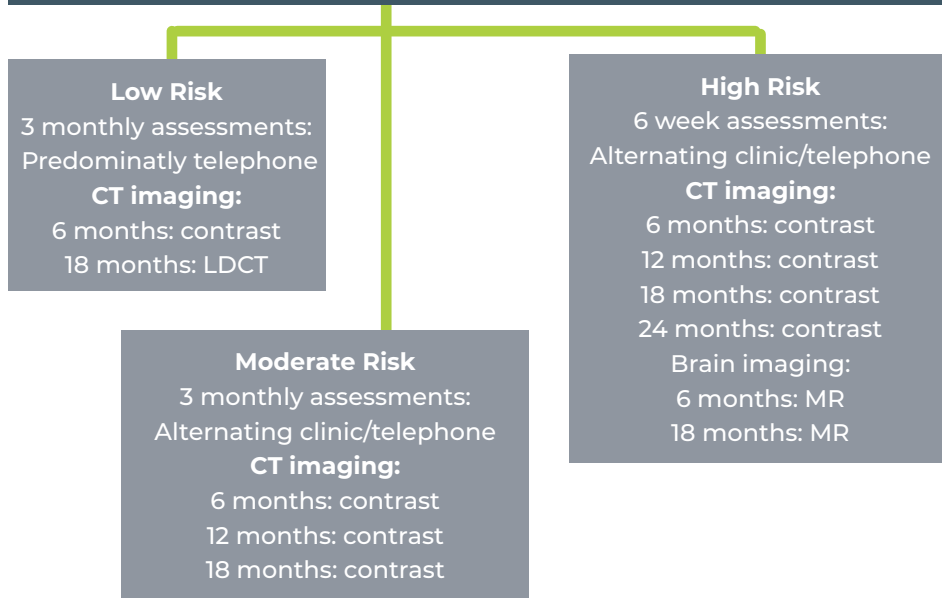 Low Risk
3 monthly assessments:
Predominatly telephone
CT imaging:
6 months: contrast
18 months: LDCT
High Risk
6 week assessments:
Alternating clinic/telephone
CT imaging:
6 months: contrast
12 months: contrast
18 months: contrast
24 months: contrast
Brain imaging:
6 months: MR
18 months: MR
Moderate Risk
3 monthly assessments:
Alternating clinic/telephone
CT imaging:
6 months: contrast
12 months: contrast
18 months: contrast